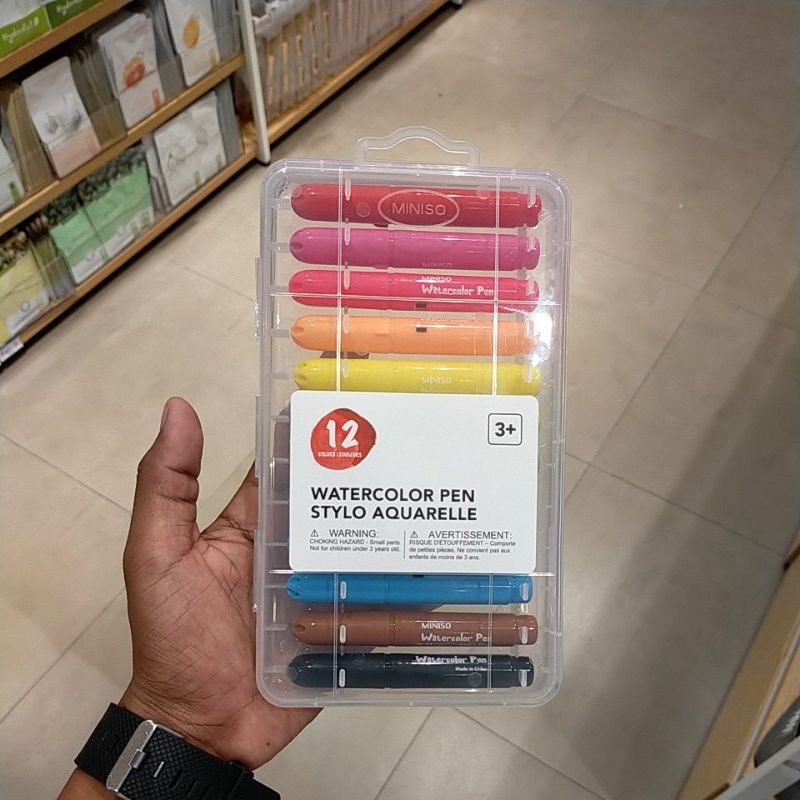 MINISO
MINISO
MINISO
Watercolor Pen
MINISO
12
COLORS | COULEURS
3+
WATERCOLOR PEN
STYLO AQUARELLE
⚠ WARNING:
CHOKING HAZARD - Small parts.
Not for children under 3 years old.
⚠ AVERTISSEMENT:
RISQUE D'ÉTOUFFEMENT – Comporte
de petites pièces. Ne convient pas aux
enfants de moins de 3 ans.
MINISO
Watercolor Pen
Watercolor Pen
Made in China